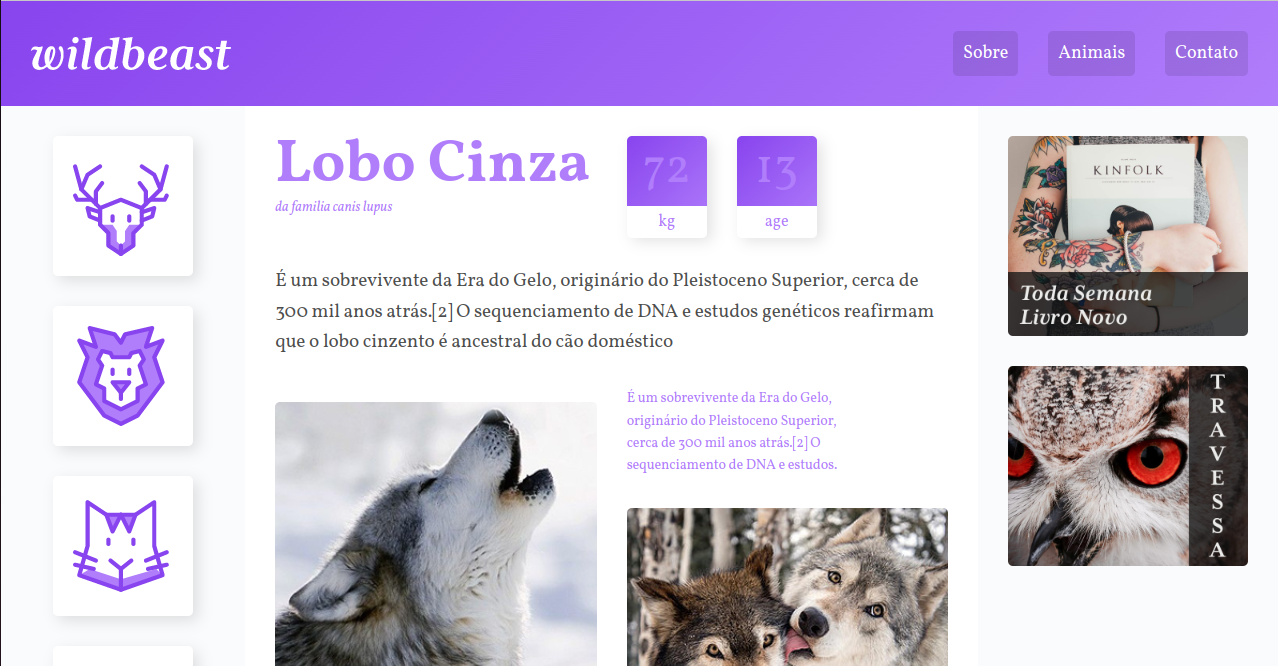 wildbeast
Sobre
Animais
Contato
Lobo Cinza
da familia canis lupus
72
kg
13
age
É um sobrevivente da Era do Gelo, originário do Pleistoceno Superior, cerca de
300 mil anos atrás.[2] O sequenciamento de DNA e estudos genéticos reafirmam
que o lobo cinzento é ancestral do cão doméstico
É um sobrevivente da Era do Gelo,
originário do Pleistoceno Superior,
cerca de 300 mil anos atrás.[2] O
sequenciamento de DNA e estudos.
KINFOLK
Toda Semana
Livro Novo
TRAVESSA